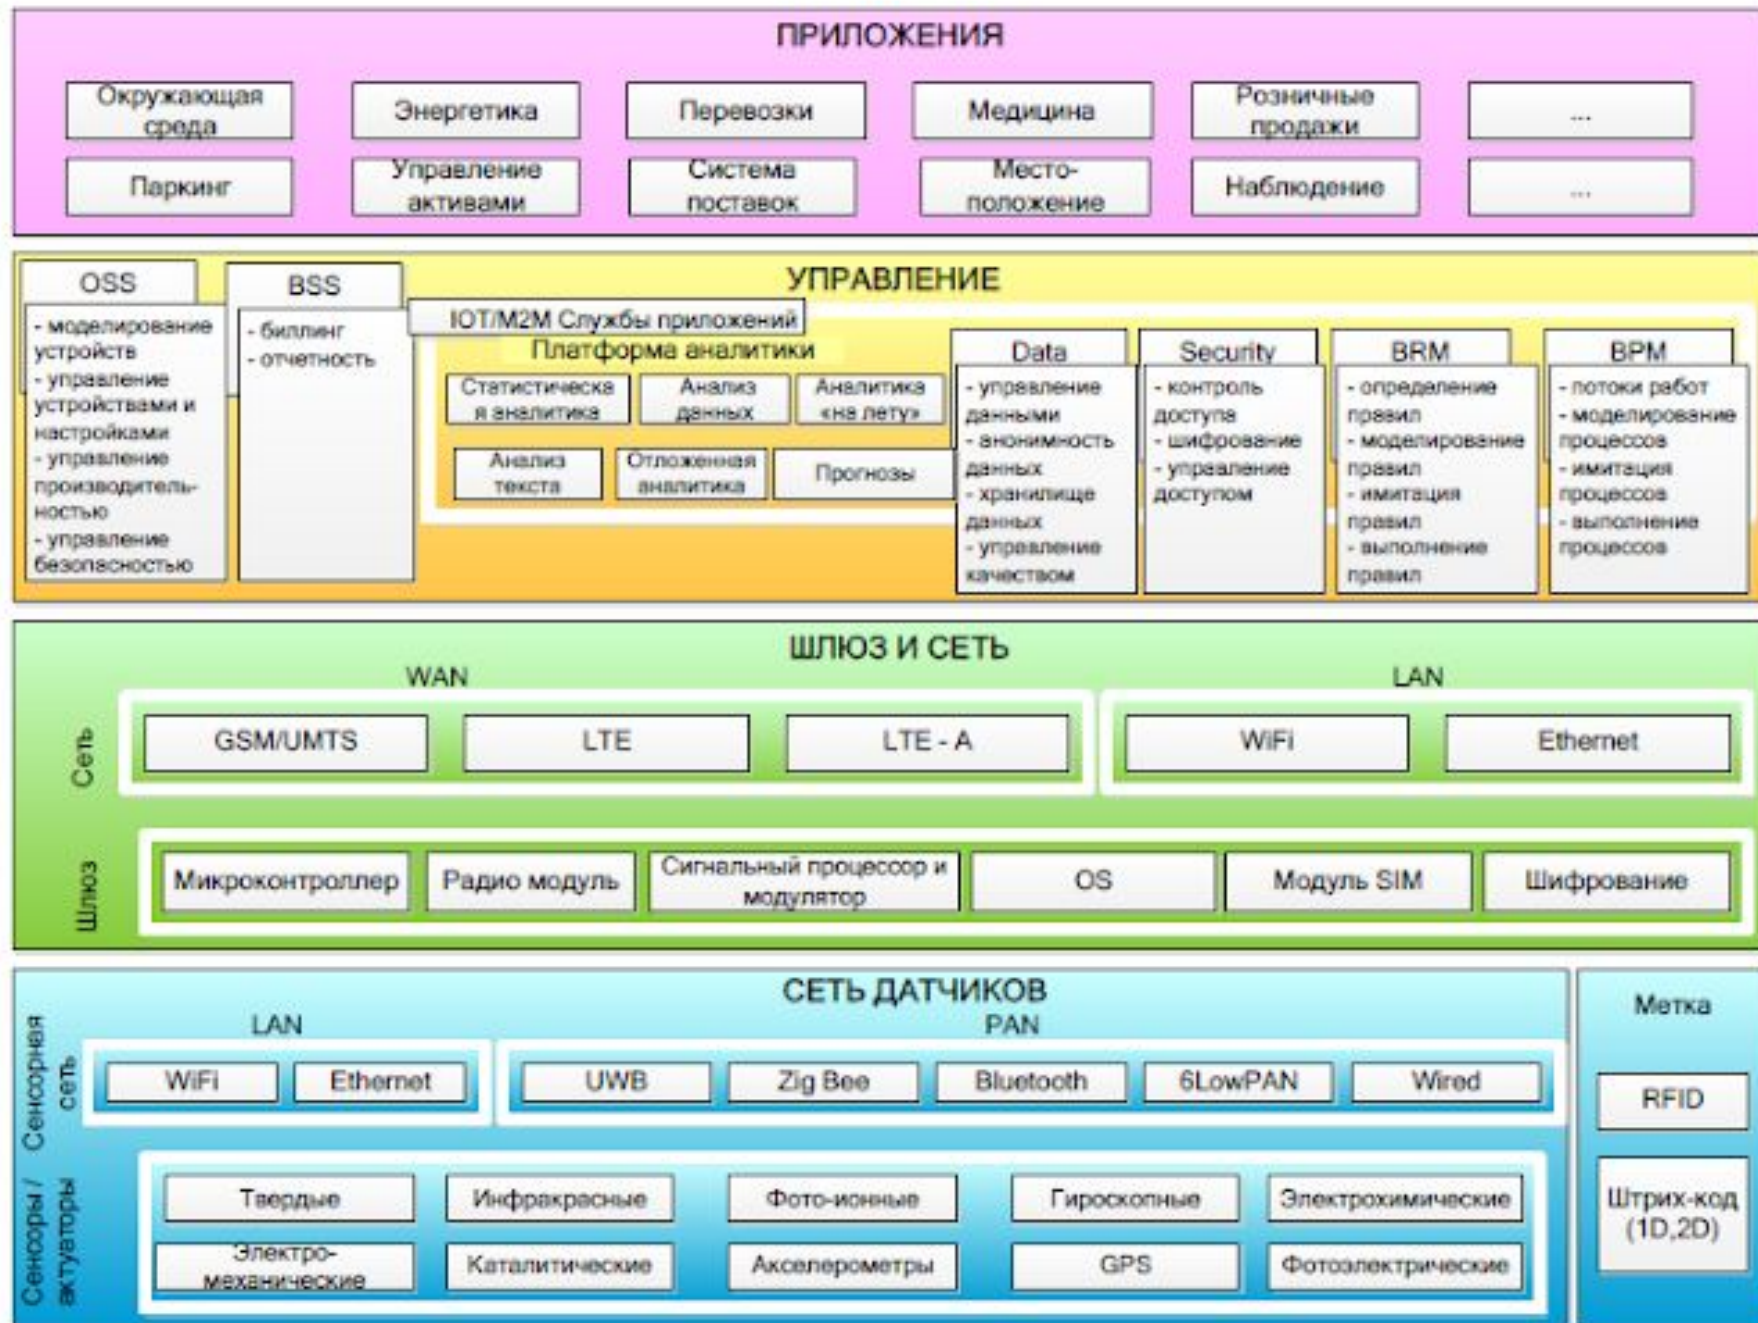 ПРИЛОЖЕНИЯ
Окружающая
среда
Энергетика
Перевозки
Медицина
Розничные
продажи
...
Паркинг
Управление
активами
Система
поставок
Место-
положение
Наблюдение
...
УПРАВЛЕНИЕ
OSS
- моделирование
устройств
- управление
устройствами и
настройками
- управление
производитель-
ностью
- управление
безопасностью
BSS
- биллинг
- отчетность
IOT/M2M Службы приложений
Платформа аналитики
Статистическа
я аналитика
Анализ
данных
Аналитика
«на лету»
Анализ
текста
Отложенная
аналитика
Прогнозы
Data
- управление
данными
- анонимность
данных
- хранилище
данных
- управление
качеством
Security
- контроль
доступа
- шифрование
- управление
доступом
BRM
- определение
правил
- моделирование
правил
- имитация
правил
- выполнение
правил
BPM
- потоки работ
- моделирование
процессов
- имитация
процессов
- выполнение
процессов
ШЛЮЗ И СЕТЬ
WAN
LAN
Сеть
GSM/UMTS
LTE
LTE - A
WiFi
Ethernet
Шлюз
Микроконтроллер
Радио модуль
Сигнальный процессор и
модулятор
OS
Модуль SIM
Шифрование
СЕТЬ ДАТЧИКОВ
LAN
PAN
Сенсорная
сеть
WiFi
Ethernet
UWB
Zig Bee
Bluetooth
6LowPAN
Wired
Сенсоры /
актуаторы
Твердые
Инфракрасные
Фото-ионные
Гироскопные
Электрохимические
Электро-
механические
Каталитические
Акселерометры
GPS
Фотоэлектрические
Метка
RFID
Штрих-код
(1D,2D)